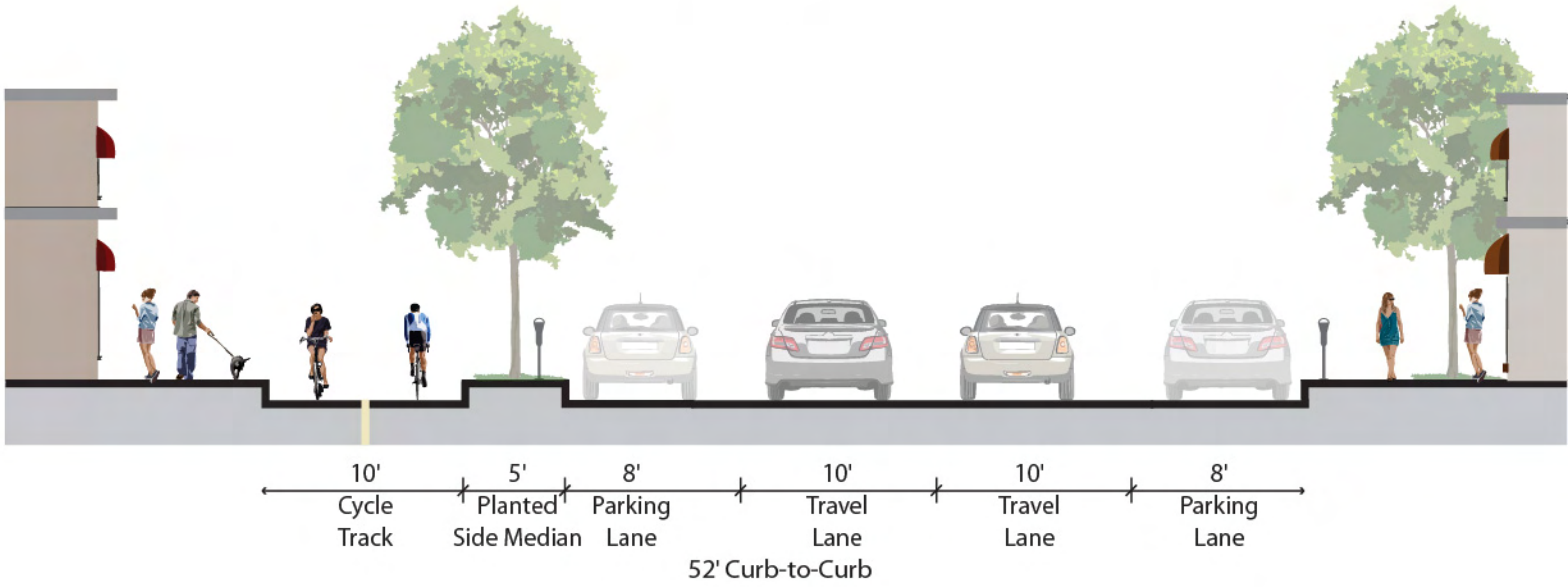 10' 5' 8' 10' 10' 8'
Cycle Planted Parking Travel Travel Parking
Track Side Median Lane Lane Lane Lane
52' Curb-to-Curb